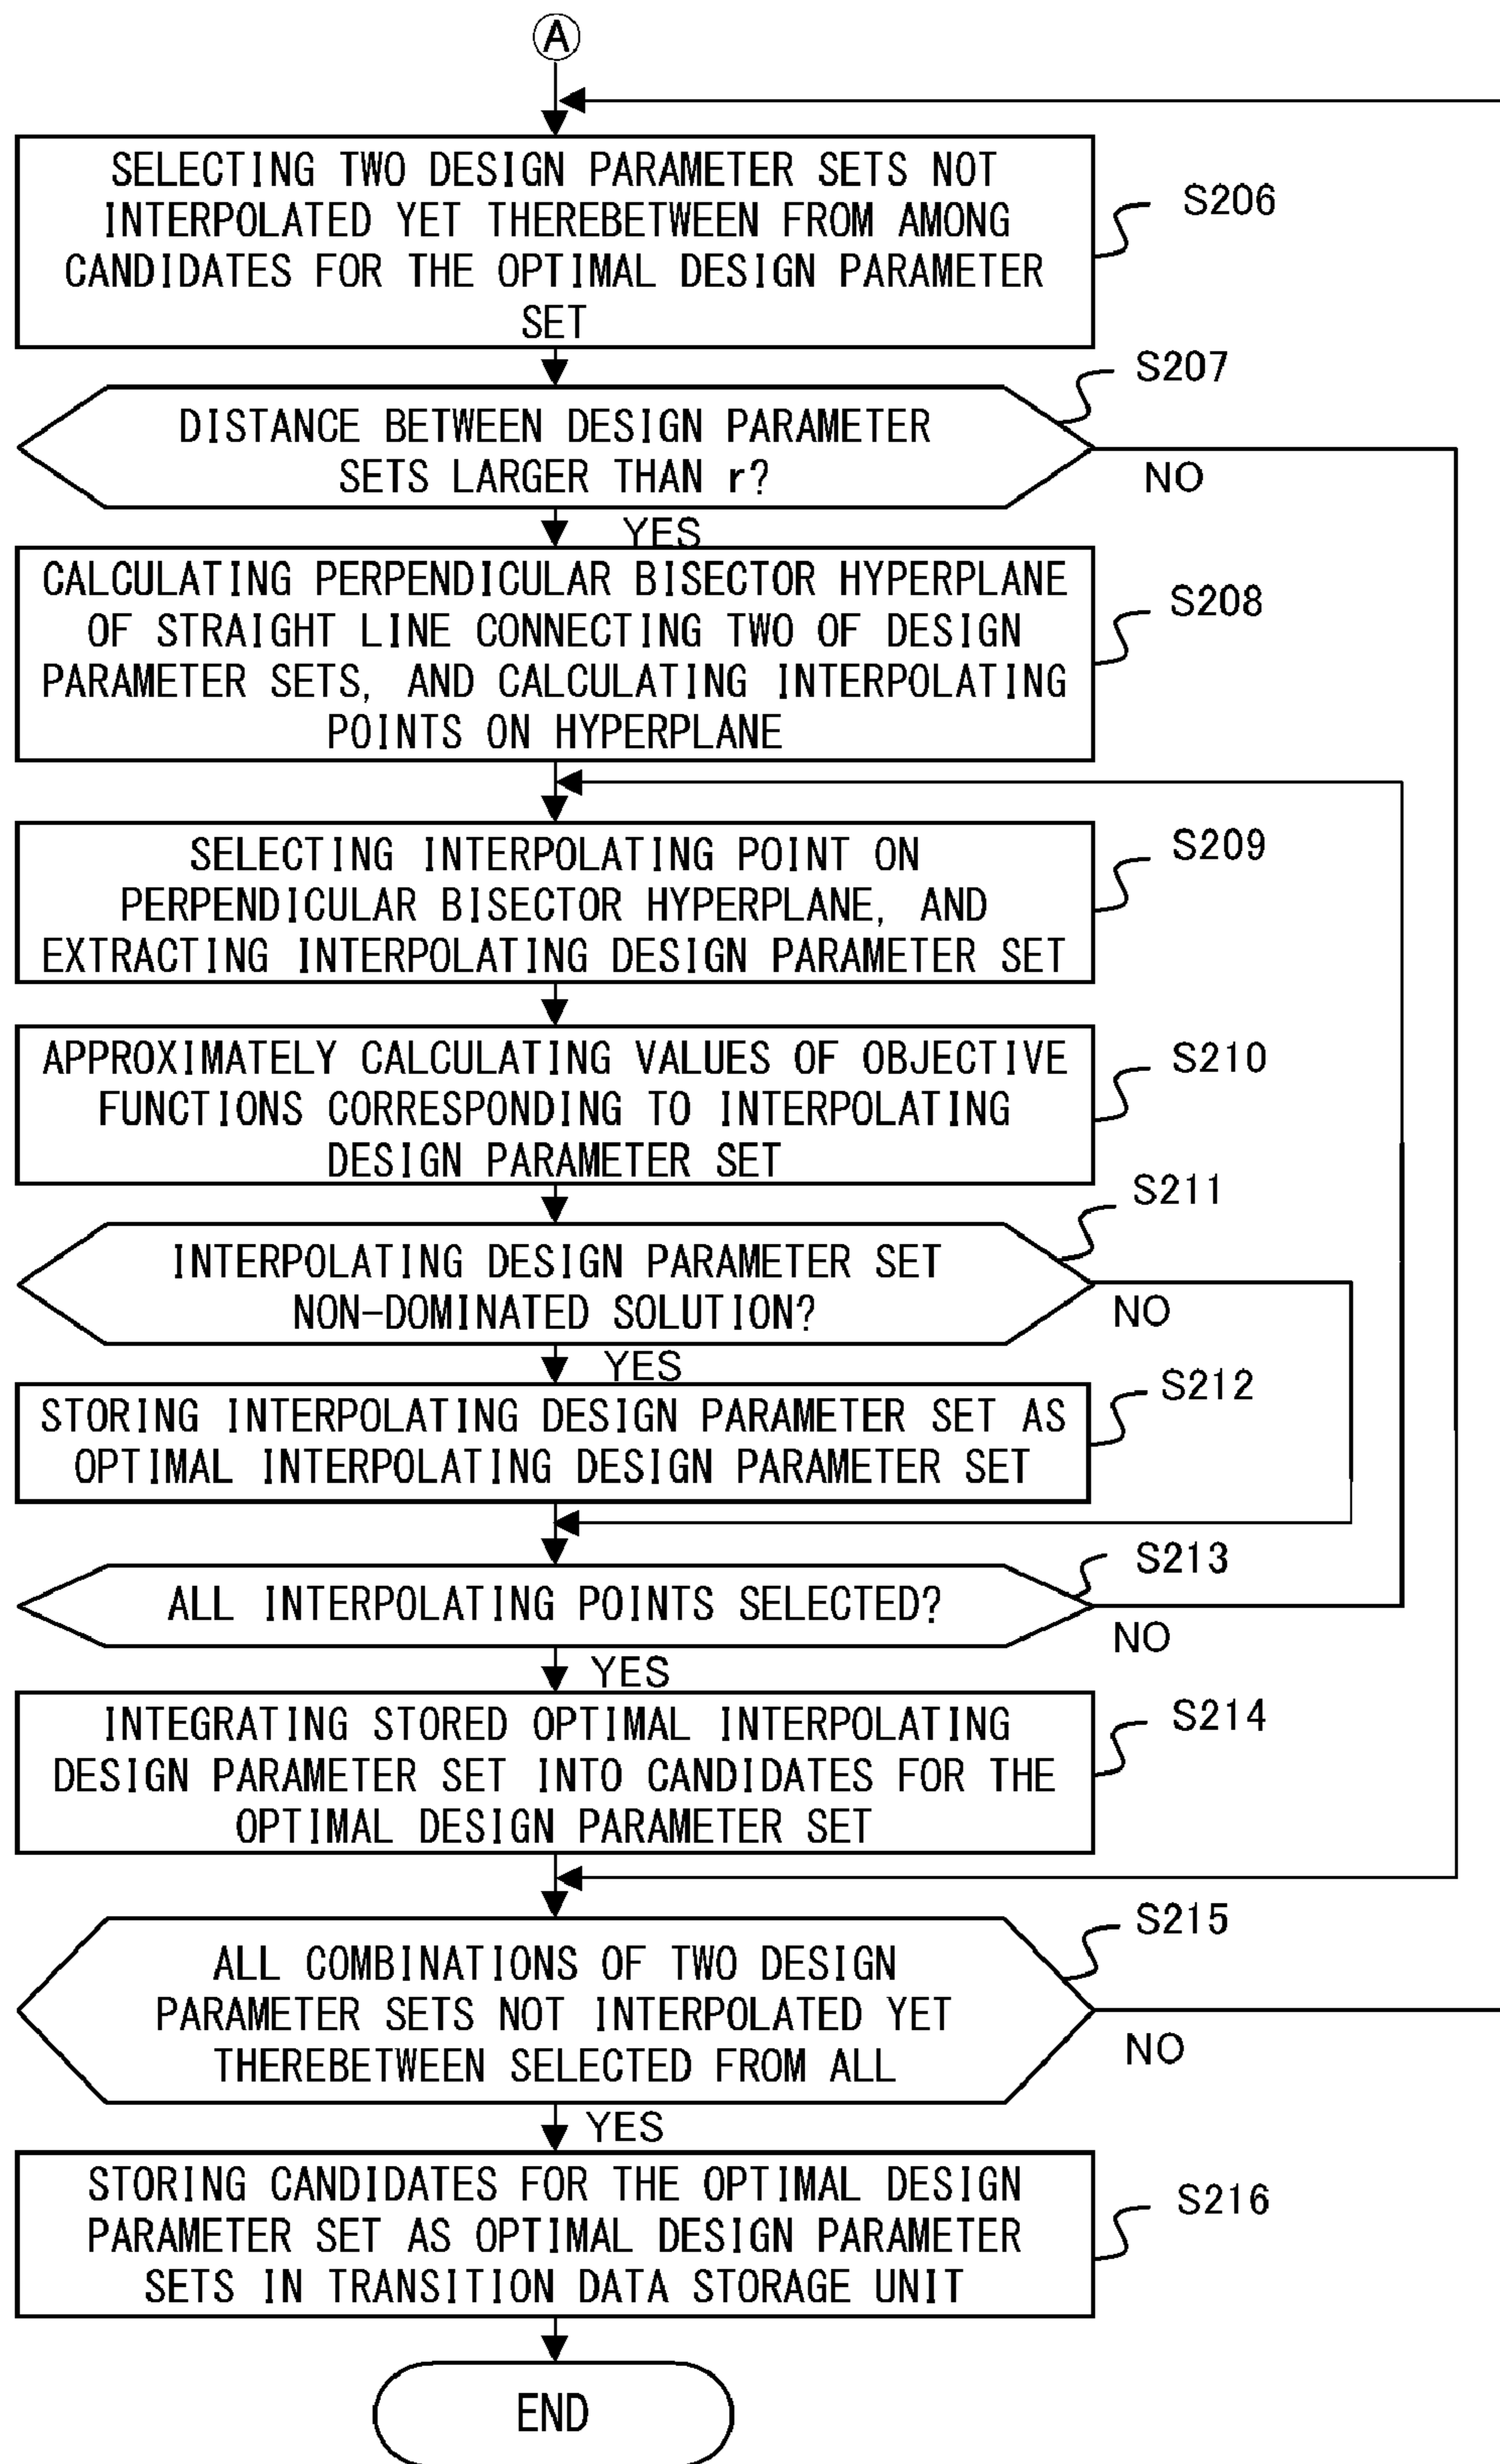 A
SELECTING TWO DESIGN PARAMETER SETS NOT
INTERPOLATED YET THEREBETWEEN FROM AMONG
CANDIDATES FOR THE OPTIMAL DESIGN PARAMETER
SET
S206
DISTANCE BETWEEN DESIGN PARAMETER
SETS LARGER THAN r?
S207
NO
YES
CALCULATING PERPENDICULAR BISECTOR HYPERPLANE
OF STRAIGHT LINE CONNECTING TWO OF DESIGN
PARAMETER SETS, AND CALCULATING INTERPOLATING
POINTS ON HYPERPLANE
S208
SELECTING INTERPOLATING POINT ON
PERPENDICULAR BISECTOR HYPERPLANE, AND
EXTRACTING INTERPOLATING DESIGN PARAMETER SET
S209
APPROXIMATELY CALCULATING VALUES OF OBJECTIVE
FUNCTIONS CORRESPONDING TO INTERPOLATING
DESIGN PARAMETER SET
S210
INTERPOLATING DESIGN PARAMETER SET
NON-DOMINATED SOLUTION?
S211
NO
YES
STORING INTERPOLATING DESIGN PARAMETER SET AS
OPTIMAL INTERPOLATING DESIGN PARAMETER SET
S212
ALL INTERPOLATING POINTS SELECTED?
S213
NO
YES
INTEGRATING STORED OPTIMAL INTERPOLATING
DESIGN PARAMETER SET INTO CANDIDATES FOR THE
OPTIMAL DESIGN PARAMETER SET
S214
ALL COMBINATIONS OF TWO DESIGN
PARAMETER SETS NOT INTERPOLATED YET
THEREBETWEEN SELECTED FROM ALL
S215
NO
YES
STORING CANDIDATES FOR THE OPTIMAL DESIGN
PARAMETER SET AS OPTIMAL DESIGN PARAMETER
SETS IN TRANSITION DATA STORAGE UNIT
S216
END